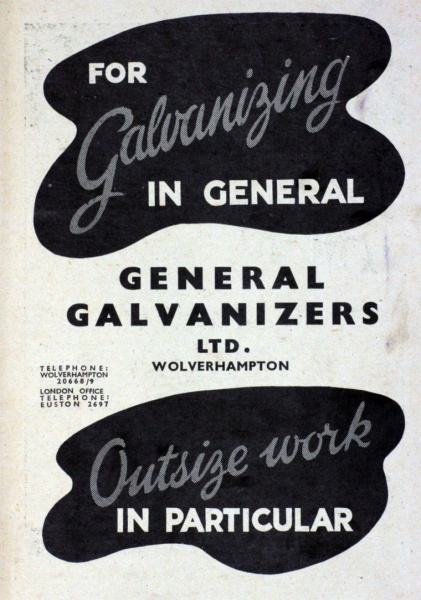 FOR
Galvanizing
IN GENERAL
GENERAL
GALVANIZERS
LTD.
WOLVERHAMPTON
TELEPHONE:
WOLVERHAMPTON
20668/9
LONDON OFFICE
TELEPHONE:
EUSTON 2697
Outsize work
IN PARTICULAR